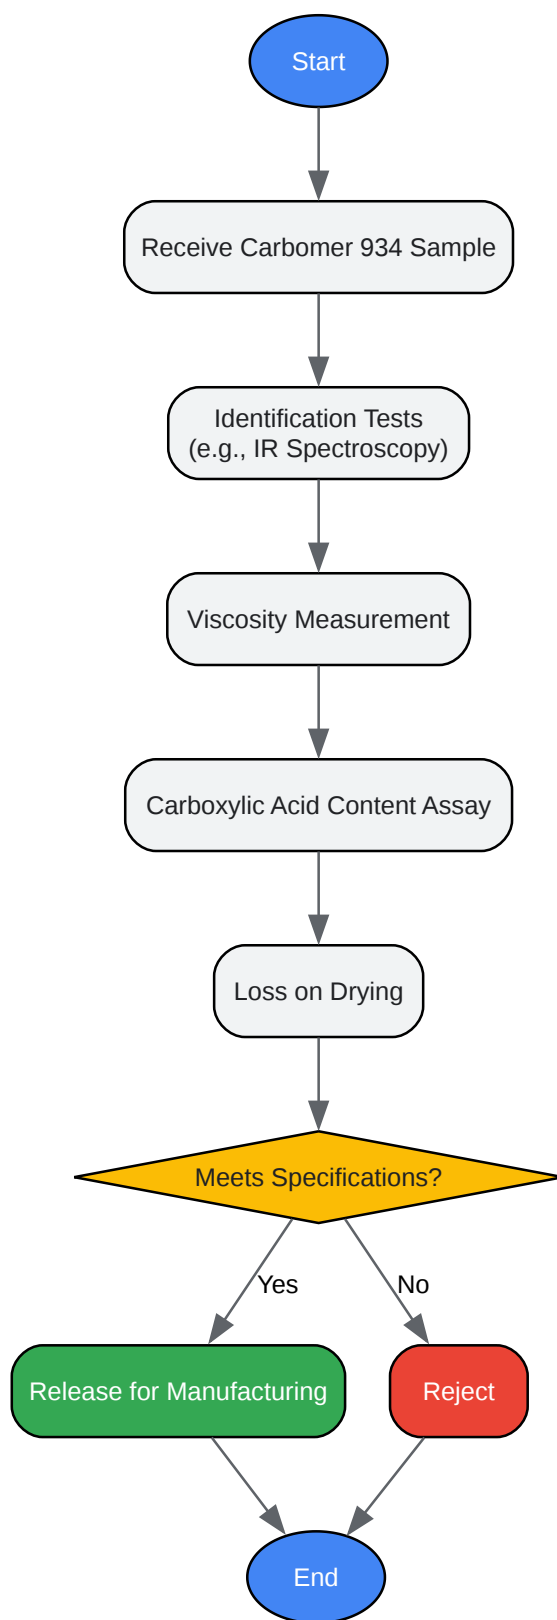 Start
Receive Carbomer 934 Sample
Identification Tests
(e.g., IR Spectroscopy)
Viscosity Measurement
Carboxylic Acid Content Assay
Loss on Drying
Meets Specifications?
Yes
No
Release for Manufacturing
Reject
End